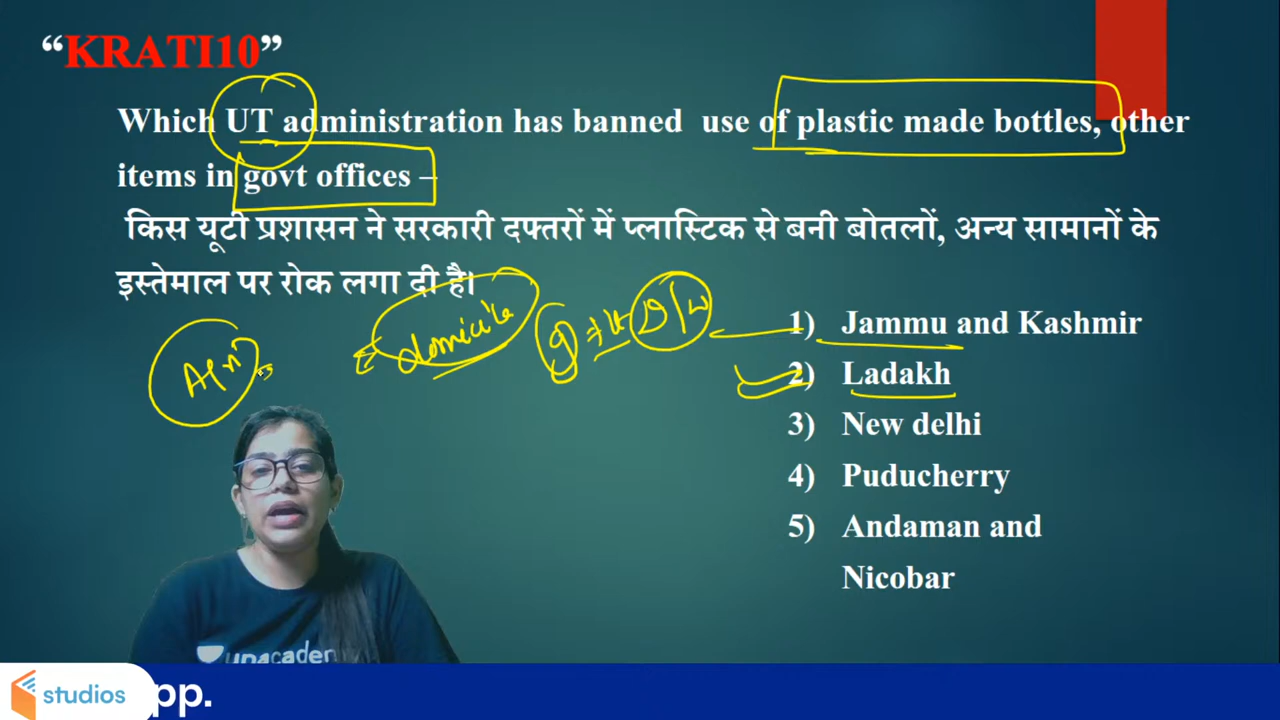 “KRATI10”
Which UT administration has banned use of plastic made bottles, other
items in govt offices –
किस यूटी प्रशासन ने सरकारी दफ्तरों में प्लास्टिक से बनी बोतलों, अन्य सामानों के
इस्तेमाल पर रोक लगा दी है।
domicile
1) Jammu and Kashmir
2) Ladakh
3) New delhi
4) Puducherry
5) Andaman and
Nicobar
unacadem
studios
pp.